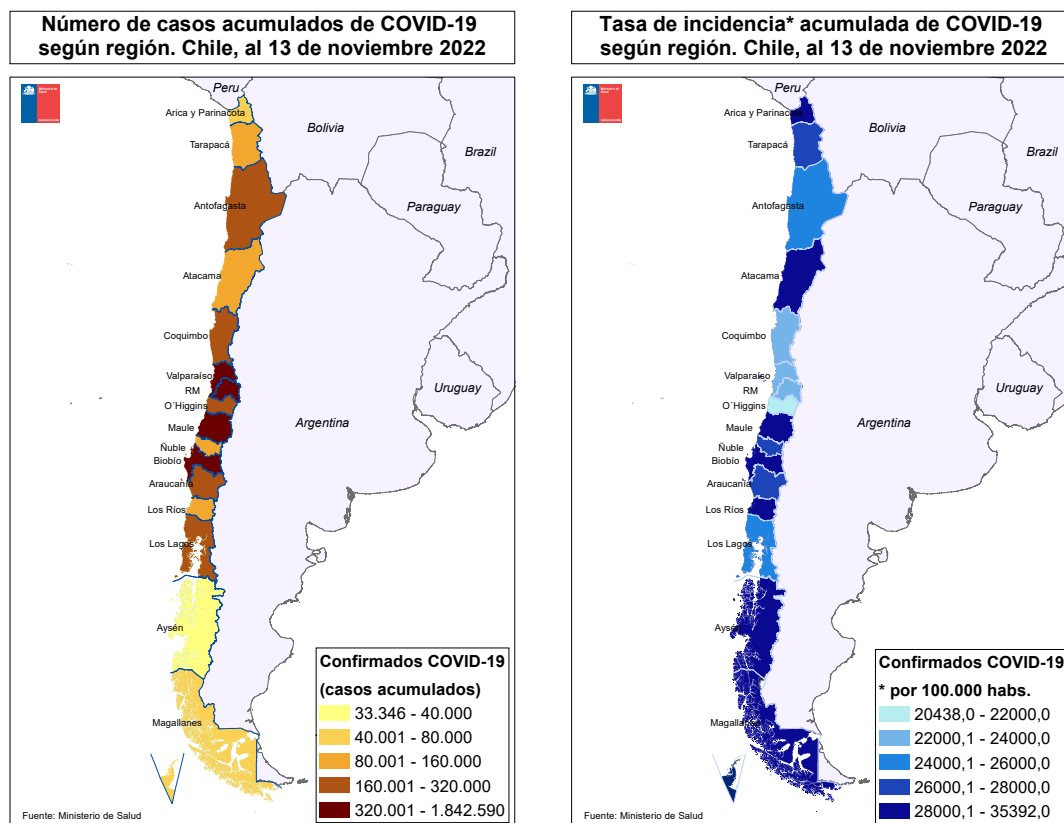 Número de casos acumulados de COVID-19
según región. Chile, al 13 de noviembre 2022
Peru
Arica y Parinacota
Bolivia
Tarapacá
Brazil
Antofagasta
Paraguay
Atacama
Coquimbo
Valparaíso
RM
Uruguay
O´Higgins
Argentina
Maule
Ñuble
Biobío
Araucanía
Los Ríos
Los Lagos
Aysén
Magallanes
Confirmados COVID-19
(casos acumulados)
33.346 - 40.000
40.001 - 80.000
80.001 - 160.000
160.001 - 320.000
320.001 - 1.842.590
Fuente: Ministerio de Salud
Tasa de incidencia* acumulada de COVID-19
según región. Chile, al 13 de noviembre 2022
Peru
Arica y Parinacota
Bolivia
Tarapacá
Brazil
Antofagasta
Paraguay
Atacama
Coquimbo
Valparaíso
RM
Uruguay
O´Higgins
Argentina
Maule
Ñuble
Biobío
Araucanía
Los Ríos
Los Lagos
Aysén
Magallanes
Confirmados COVID-19
* por 100.000 habs.
20438,0 - 22000,0
22000,1 - 24000,0
24000,1 - 26000,0
26000,1 - 28000,0
28000,1 - 35392,0
Fuente: Ministerio de Salud